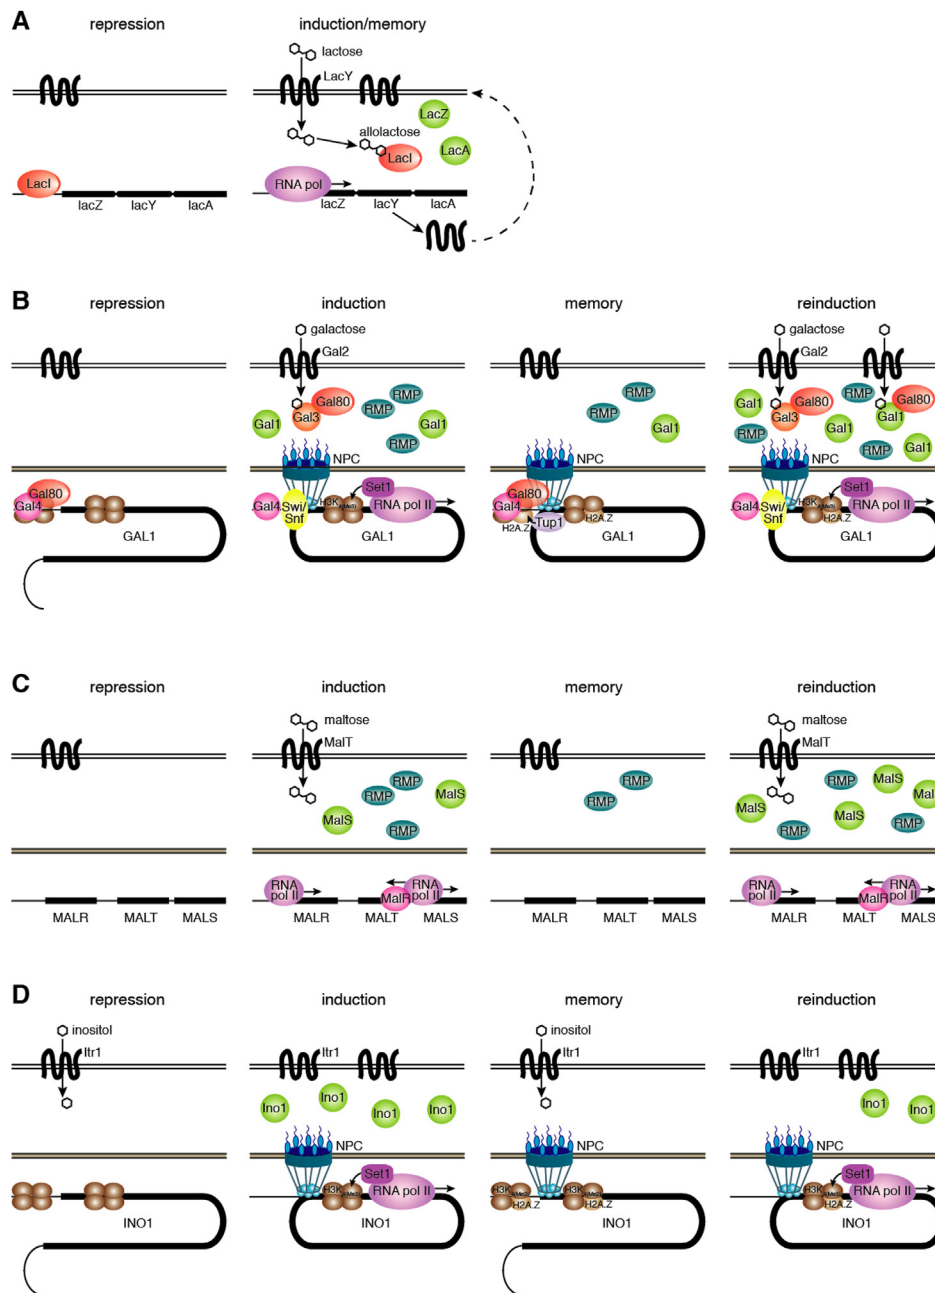 A
repression
induction/memory
lactose
LacY
LacZ
allolactose
LacI
LacA
LacI
RNA pol
lacZ lacY lacA
lacZ lacY lacA
B
repression
induction
memory
reinduction
galactose
galactose
Gal2
Gal2
Gal80
RMP
RMP
Gal1
Gal3
RMP
Gal1
RMP
RMP
Gal1
Gal1
Gal80
RMP
Gal80
Gal3
Gal1
RMP
Gal1
RMP
Gal1
NPC
NPC
NPC
Gal80
Gal4
GAL1
Gal4
Swi/
Snf
H3K
4(Me3)
Set1
RNA pol II
GAL1
Gal80
Gal4
H2A.Z
Tup1
H2A.Z
GAL1
Gal4
Swi/
Snf
H3K
4(Me3)
H2A.Z
Set1
RNA pol II
GAL1
C
repression
induction
memory
reinduction
maltose
maltose
MalT
MalT
RMP
RMP
MalS
MalS
RMP
RMP
RMP
RMP
MalS
MalS
MalS
RMP
RMP
MALR MALT MALS
RNA
pol II
MalR
RNA
pol II
MALR MALT MALS
MALR MALT MALS
RNA
pol II
MalR
RNA
pol II
MALR MALT MALS
D
repression
induction
memory
reinduction
inositol
inositol
Itr1
Itr1
Itr1
Itr1
Ino1
Ino1
Ino1
Ino1
Ino1
Ino1
NPC
NPC
NPC
INO1
H3K
Set1
RNA pol II
INO1
H3K
H2A.Z
H3K
H2A.Z
INO1
H3K
H2A.Z
Set1
RNA pol II
INO1